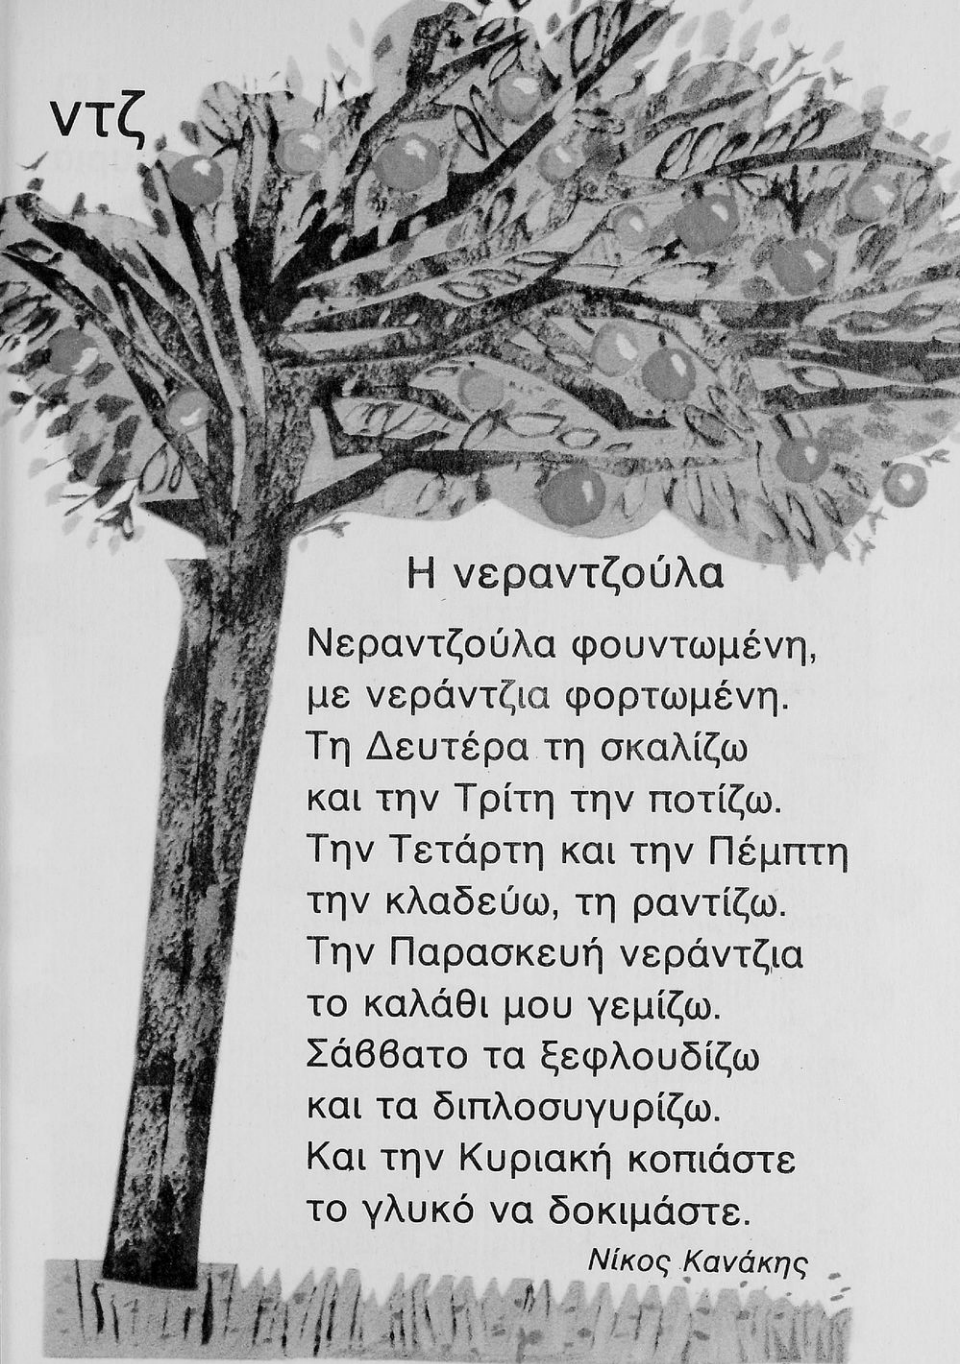 ντζ
Η νεραντζούλα
Νεραντζούλα φουντωμένη,
με νεράντζια φορτωμένη.
Τη Δευτέρα τη σκαλίζω
και την Τρίτη την ποτίζω.
Την Τετάρτη και την Πέμπτη
την κλαδεύω, τη ραντίζω.
Την Παρασκευή νεράντζια
το καλάθι μου γεμίζω.
Σάββατο τα ξεφλουδίζω
και τα διπλοσυγυρίζω.
Και την Κυριακή κοπιάστε
το γλυκό να δοκιμάστε.
Νίκος Κανάκης